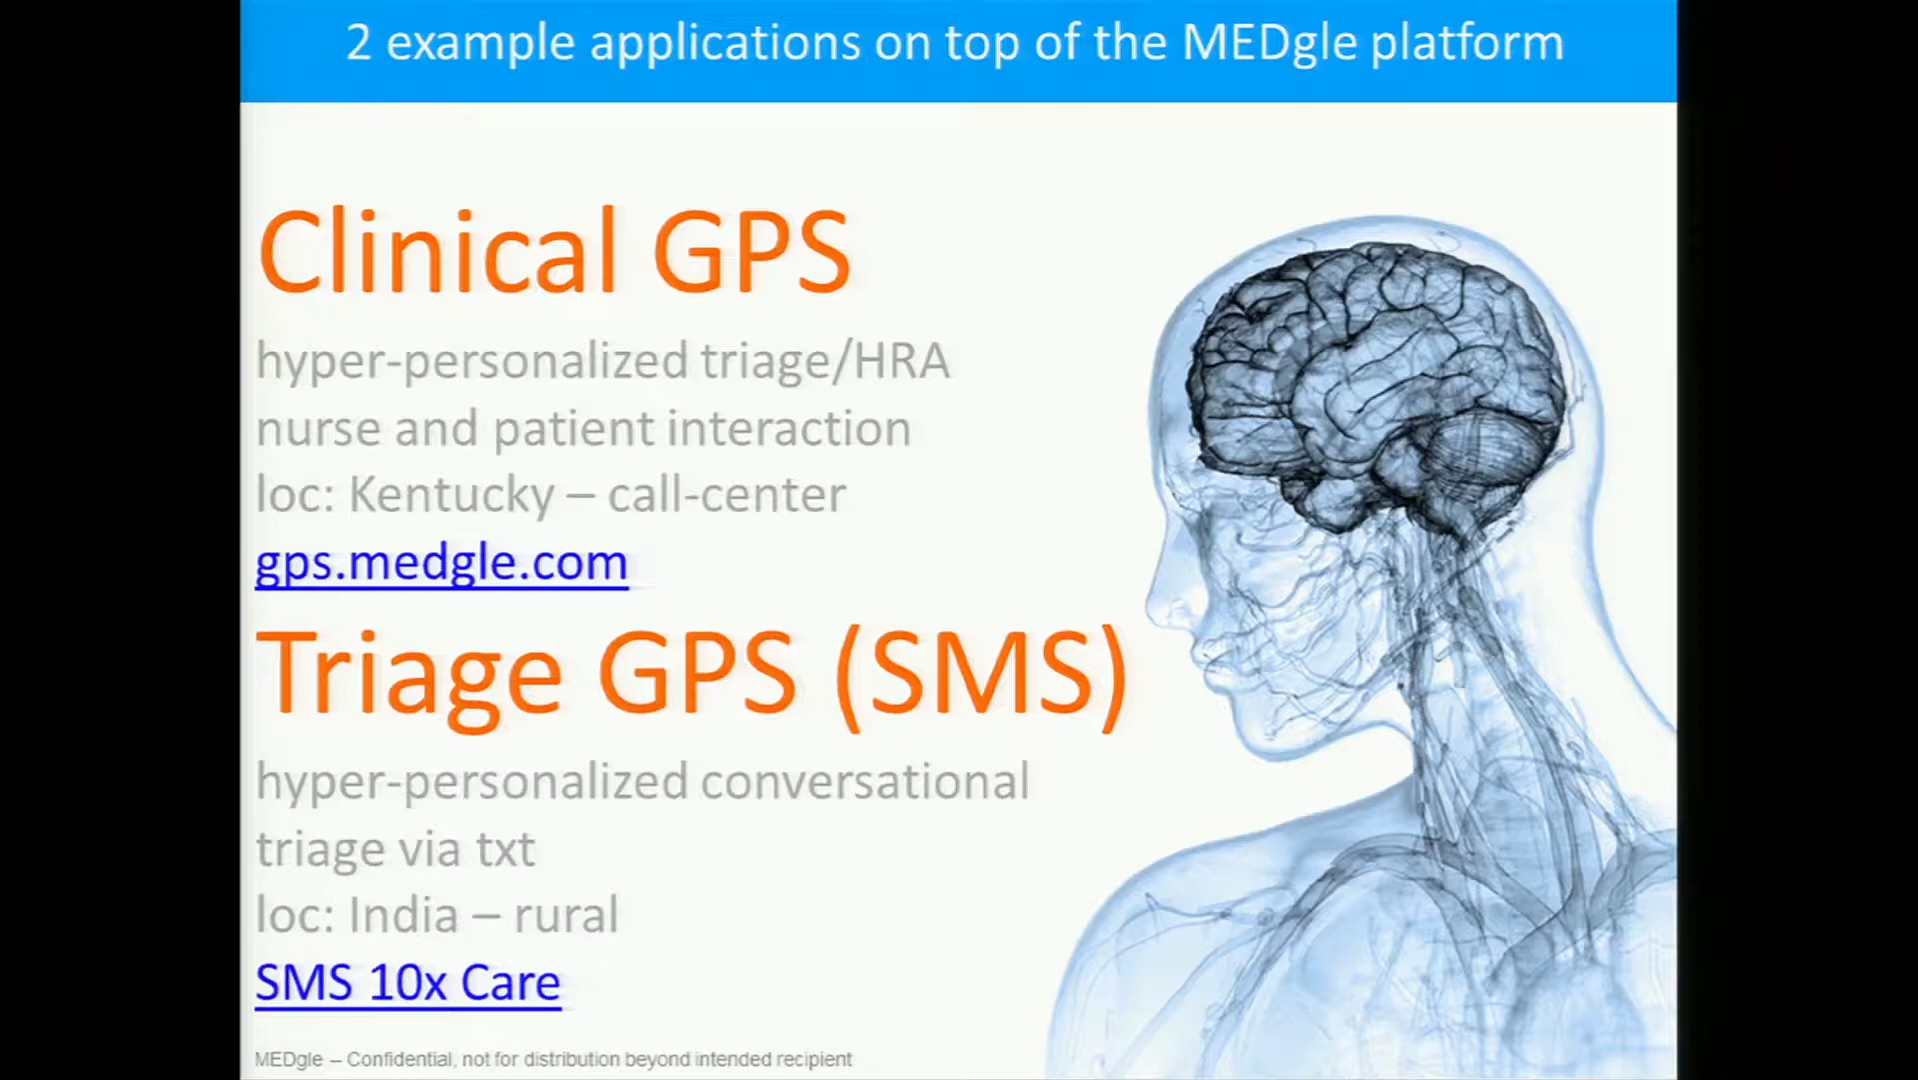 2 example applications on top of the MEDgle platform
Clinical GPS
hyper-personalized triage/HRA
nurse and patient interaction
loc: Kentucky – call-center
gps.medgle.com
Triage GPS (SMS)
hyper-personalized conversational
triage via txt
loc: India – rural
SMS 10x Care
MEDgle – Confidential, not for distribution beyond intended recipient